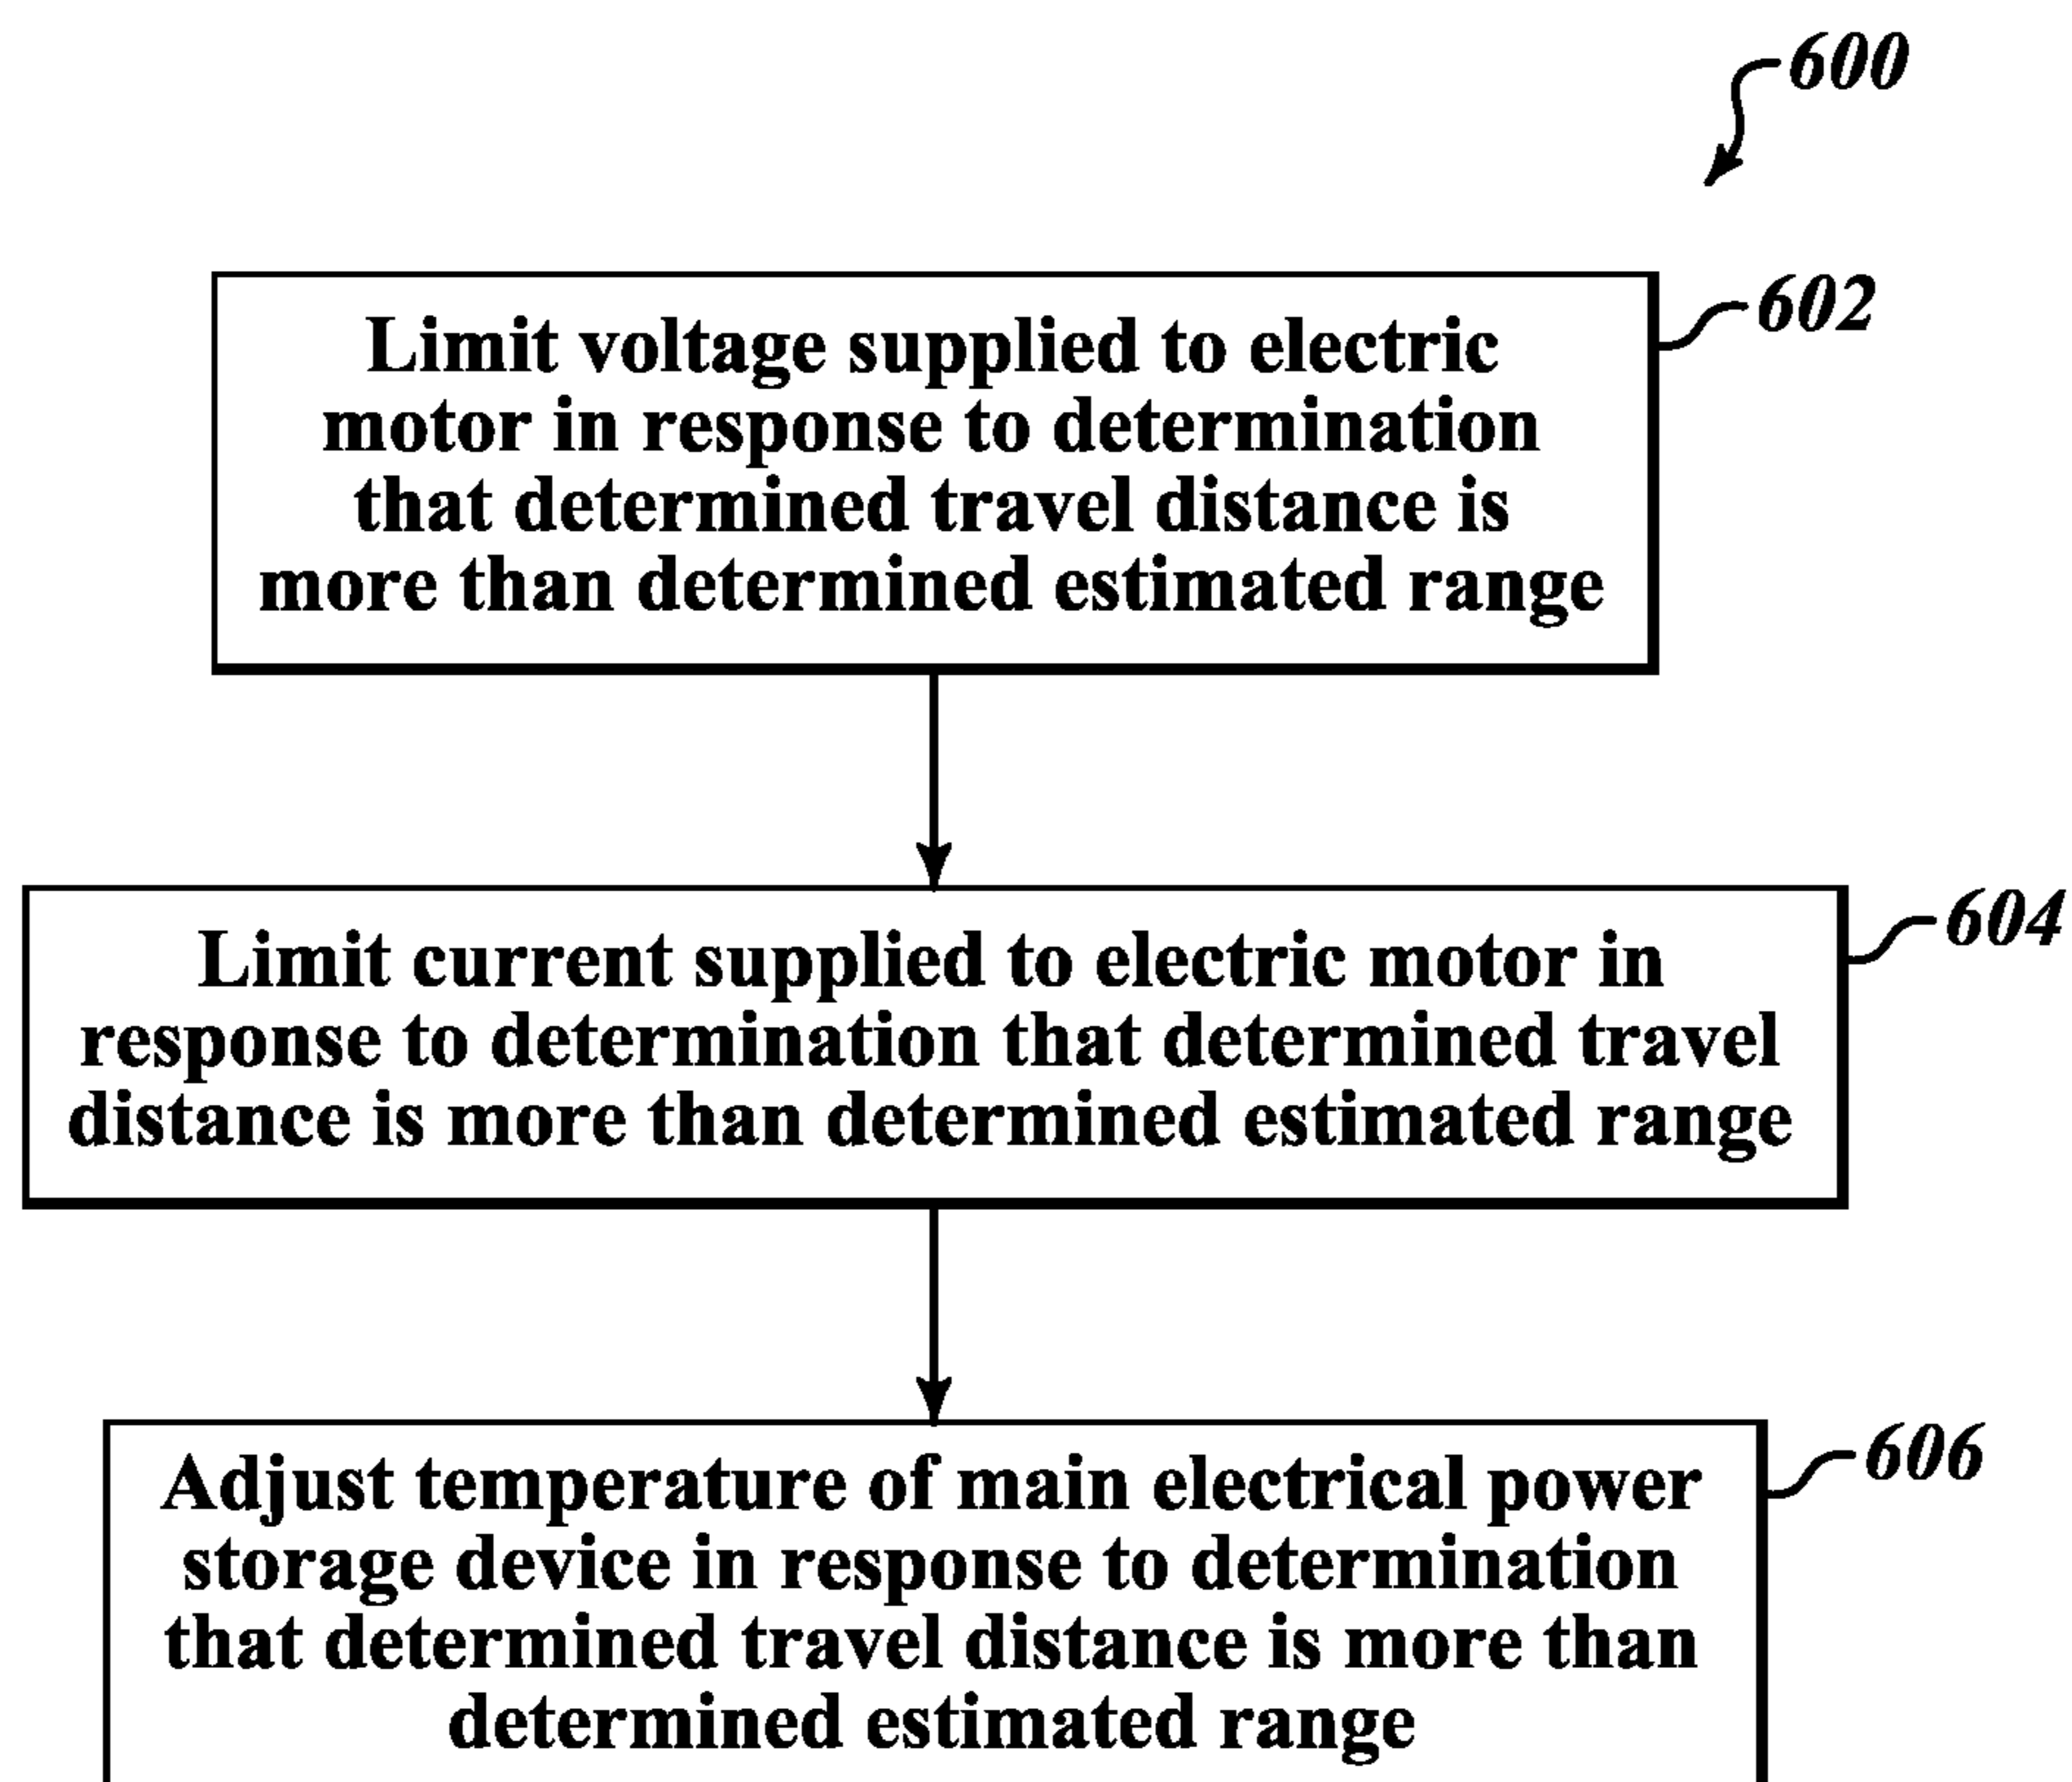 600
602
Limit voltage supplied to electric
motor in response to determination
that determined travel distance is
more than determined estimated range
604
Limit current supplied to electric motor in
response to determination that determined travel
distance is more than determined estimated range
606
Adjust temperature of main electrical power
storage device in response to determination
that determined travel distance is more than
determined estimated range